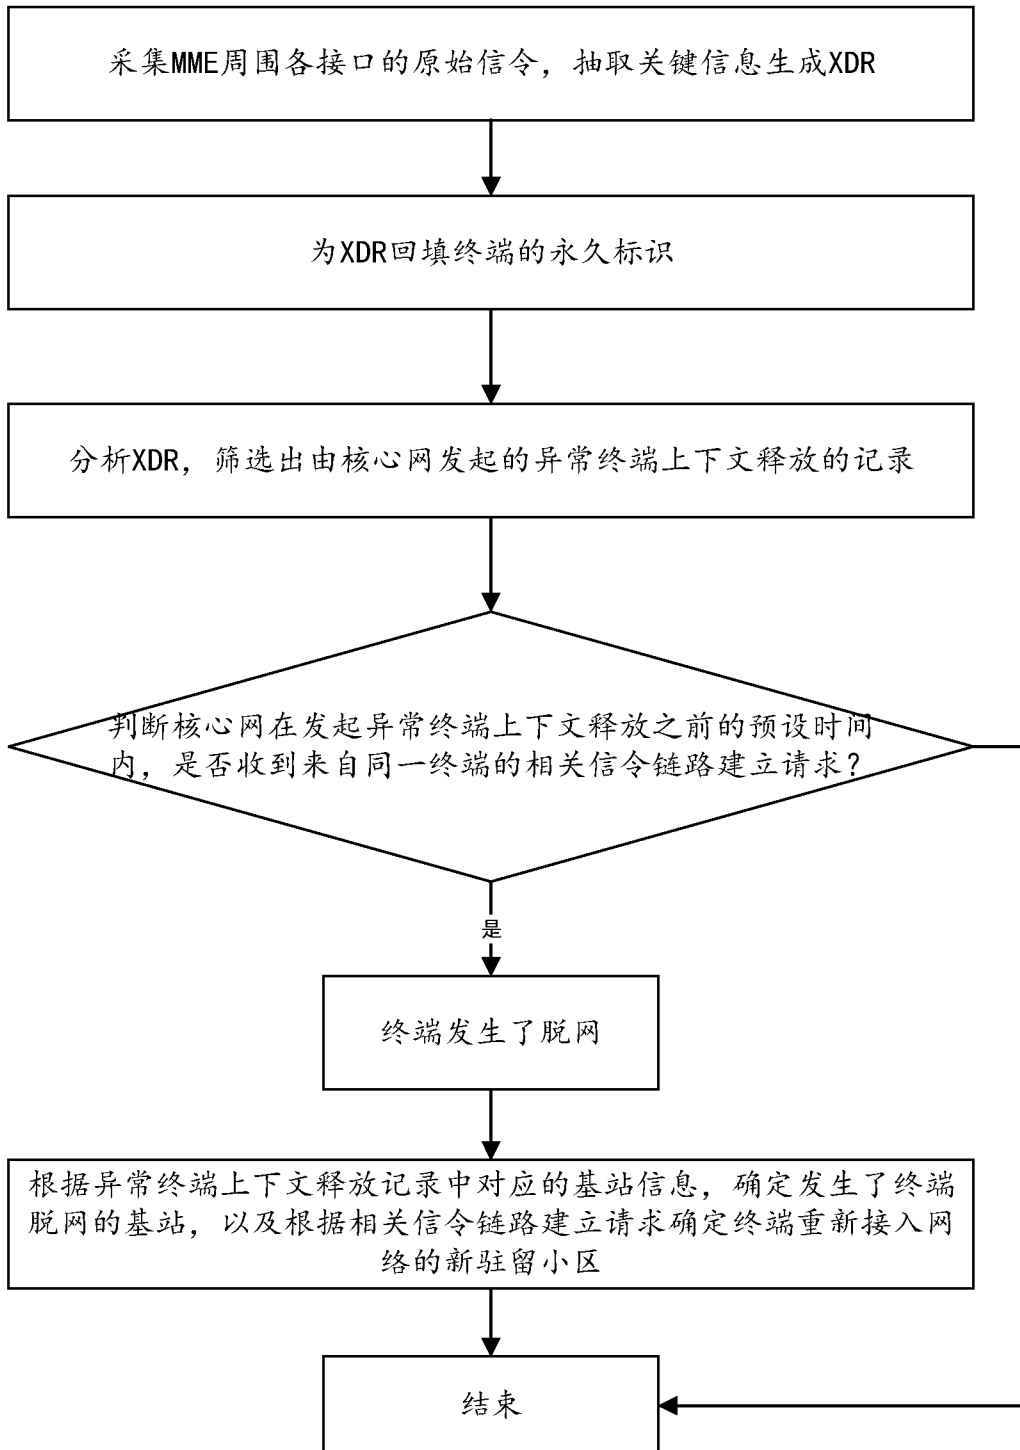 采集MME周围各接口的原始信令，抽取关键信息生成XDR
为XDR回填终端的永久标识
分析XDR，筛选出由核心网发起的异常终端上下文释放的记录
判断核心网在发起异常终端上下文释放之前的预设时间
内，是否收到来自同一终端的相关信令链路建立请求？
是
终端发生了脱网
根据异常终端上下文释放记录中对应的基站信息，确定发生了终端
脱网的基站，以及根据相关信令链路建立请求确定终端重新接入网
络的新驻留小区
结束